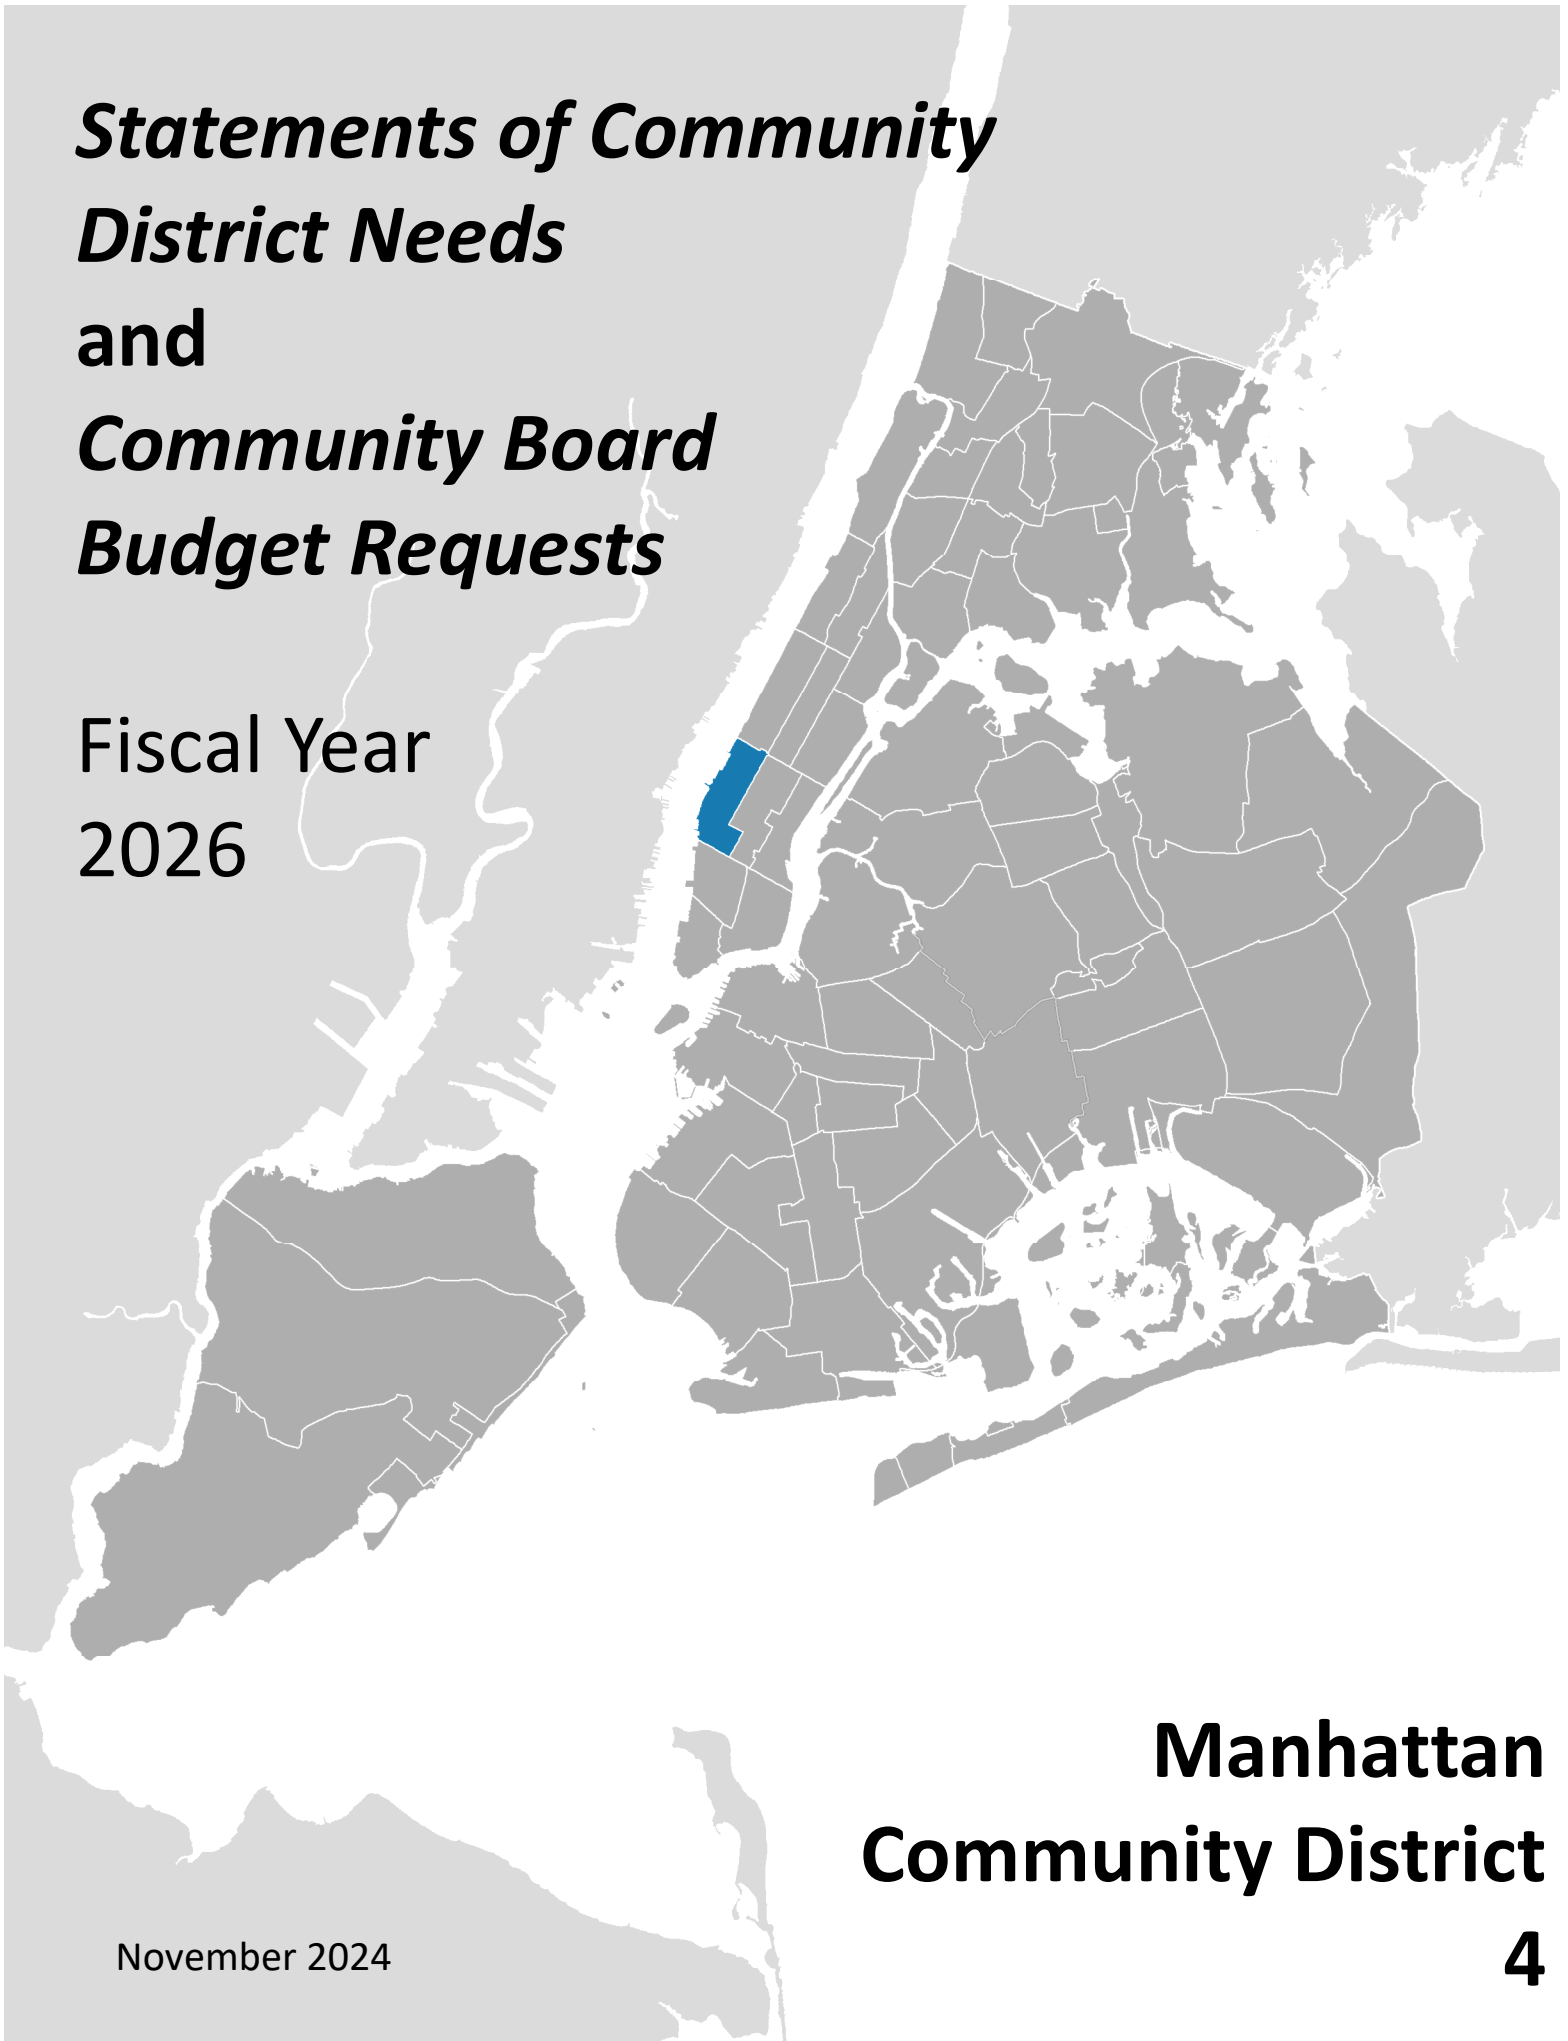 Statements of Community
District Needs
and
Community Board
Budget Requests
Fiscal Year
2026
Manhattan
Community District
4
November 2024